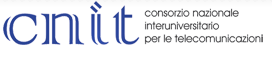 cnit
consorzio nazionale
interuniversitario
per le telecomunicazioni